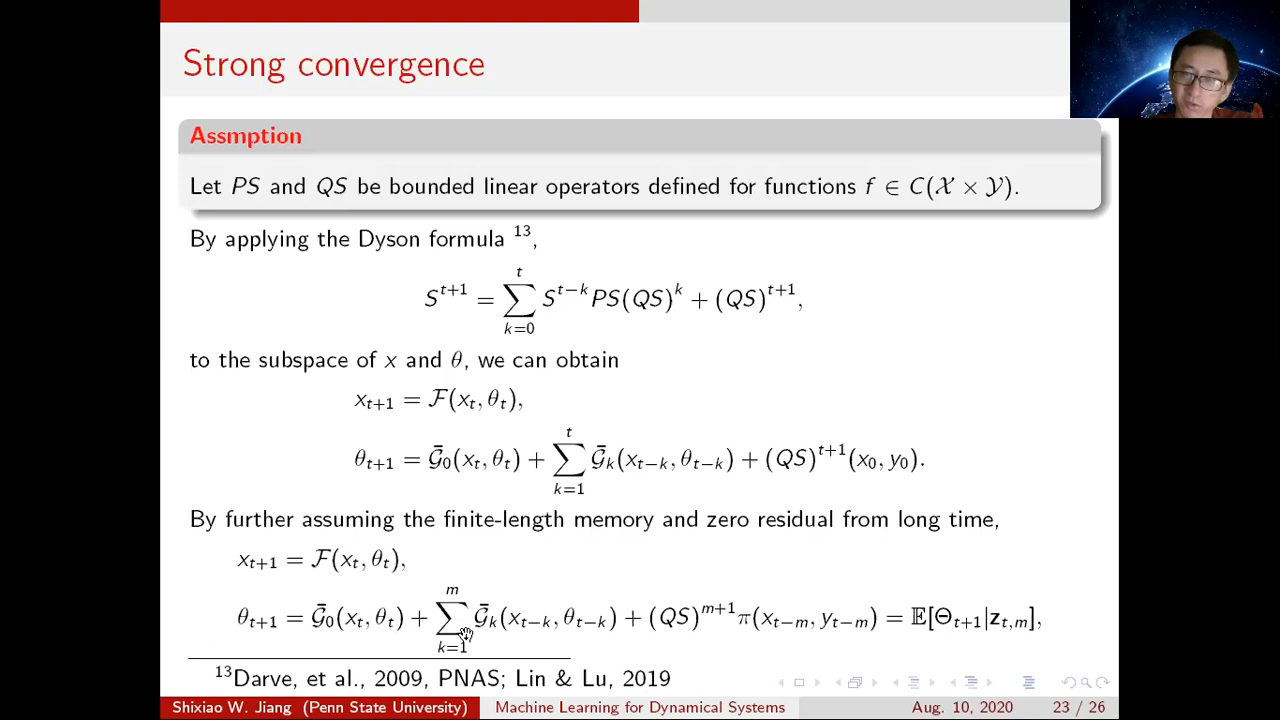 Strong convergence
Assmption
Let PS and QS be bounded linear operators defined for functions f ∈ C(𝒳 × 𝒴).
By applying the Dyson formula ¹³,
S^{t+1} = ∑_{k=0}^{t} S^{t−k} PS(QS)^k + (QS)^{t+1},
to the subspace of x and θ, we can obtain
x_{t+1} = ℱ(x_t, θ_t),
θ_{t+1} = 𝒢̄_0(x_t, θ_t) + ∑_{k=1}^{t} 𝒢̄_k(x_{t−k}, θ_{t−k}) + (QS)^{t+1}(x_0, y_0).
By further assuming the finite-length memory and zero residual from long time,
x_{t+1} = ℱ(x_t, θ_t),
θ_{t+1} = 𝒢̄_0(x_t, θ_t) + ∑_{k=1}^{m} 𝒢̄_k(x_{t−k}, θ_{t−k}) + (QS)^{m+1}π(x_{t−m}, y_{t−m}) = 𝔼[Θ_{t+1}|𝐳_{t,m}],
¹³Darve, et al., 2009, PNAS; Lin & Lu, 2019
Shixiao W. Jiang (Penn State University) Machine Learning for Dynamical Systems Aug. 10, 2020 23 / 26